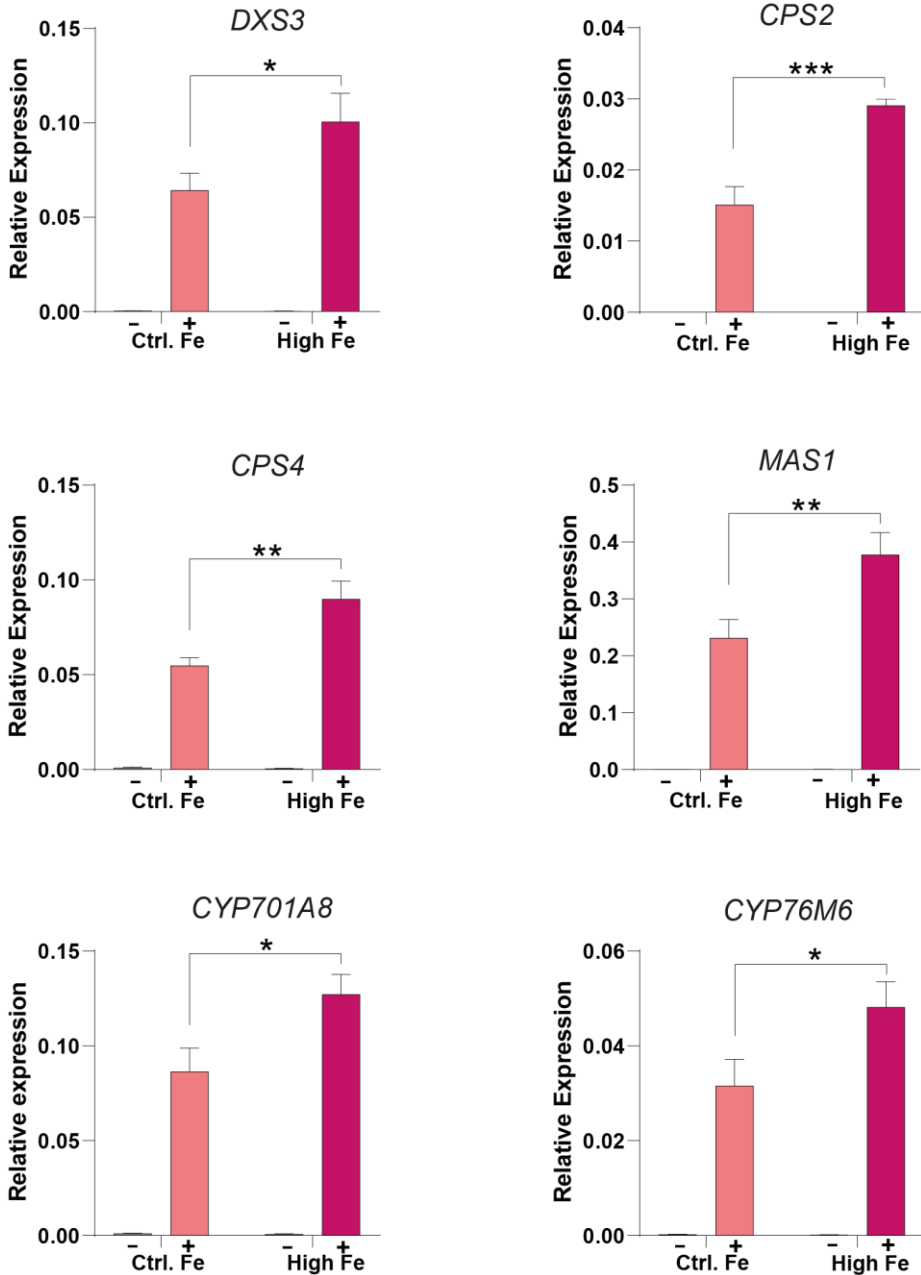 DXS3
Relative Expression
0.15
0.10
0.05
0.00
*
– + – +
Ctrl. Fe High Fe
CPS2
Relative Expression
0.04
0.03
0.02
0.01
0.00
***
– + – +
Ctrl. Fe High Fe
CPS4
Relative Expression
0.15
0.10
0.05
0.00
**
– + – +
Ctrl. Fe High Fe
MAS1
Relative Expression
0.5
0.4
0.3
0.2
0.1
0.0
**
– + – +
Ctrl. Fe High Fe
CYP701A8
Relative expression
0.15
0.10
0.05
0.00
*
– + – +
Ctrl. Fe High Fe
CYP76M6
Relative Expression
0.06
0.04
0.02
0.00
*
– + – +
Ctrl. Fe High Fe